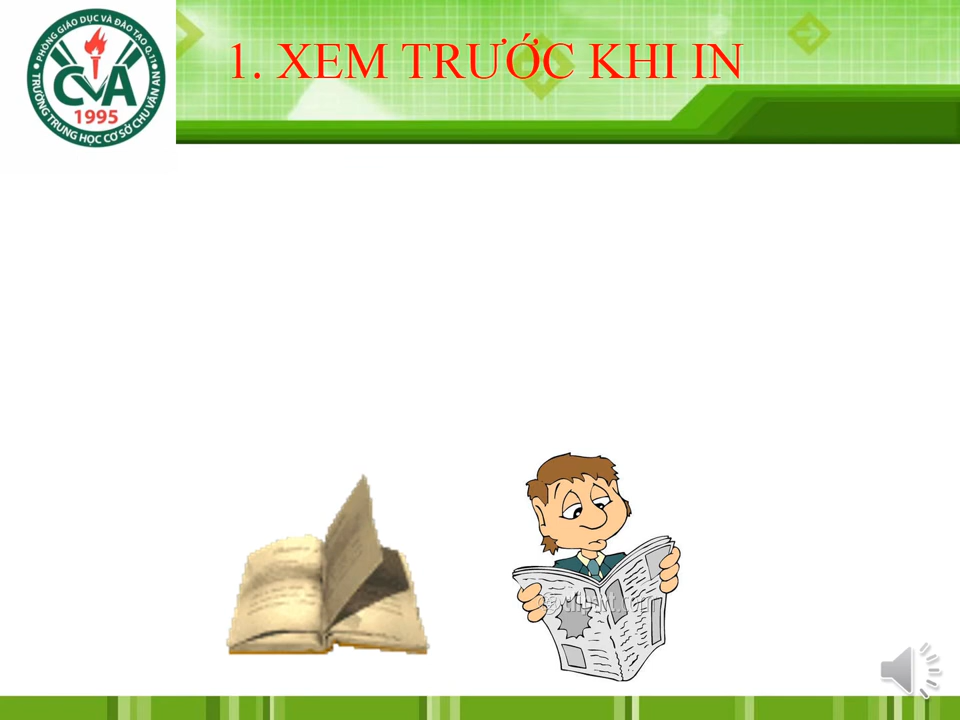 PHÒNG GIÁO DỤC VÀ ĐÀO TẠO Q.11
CVA
1995
TRƯỜNG TRUNG HỌC CƠ SỞ CHU VĂN AN
1. XEM TRƯỚC KHI IN